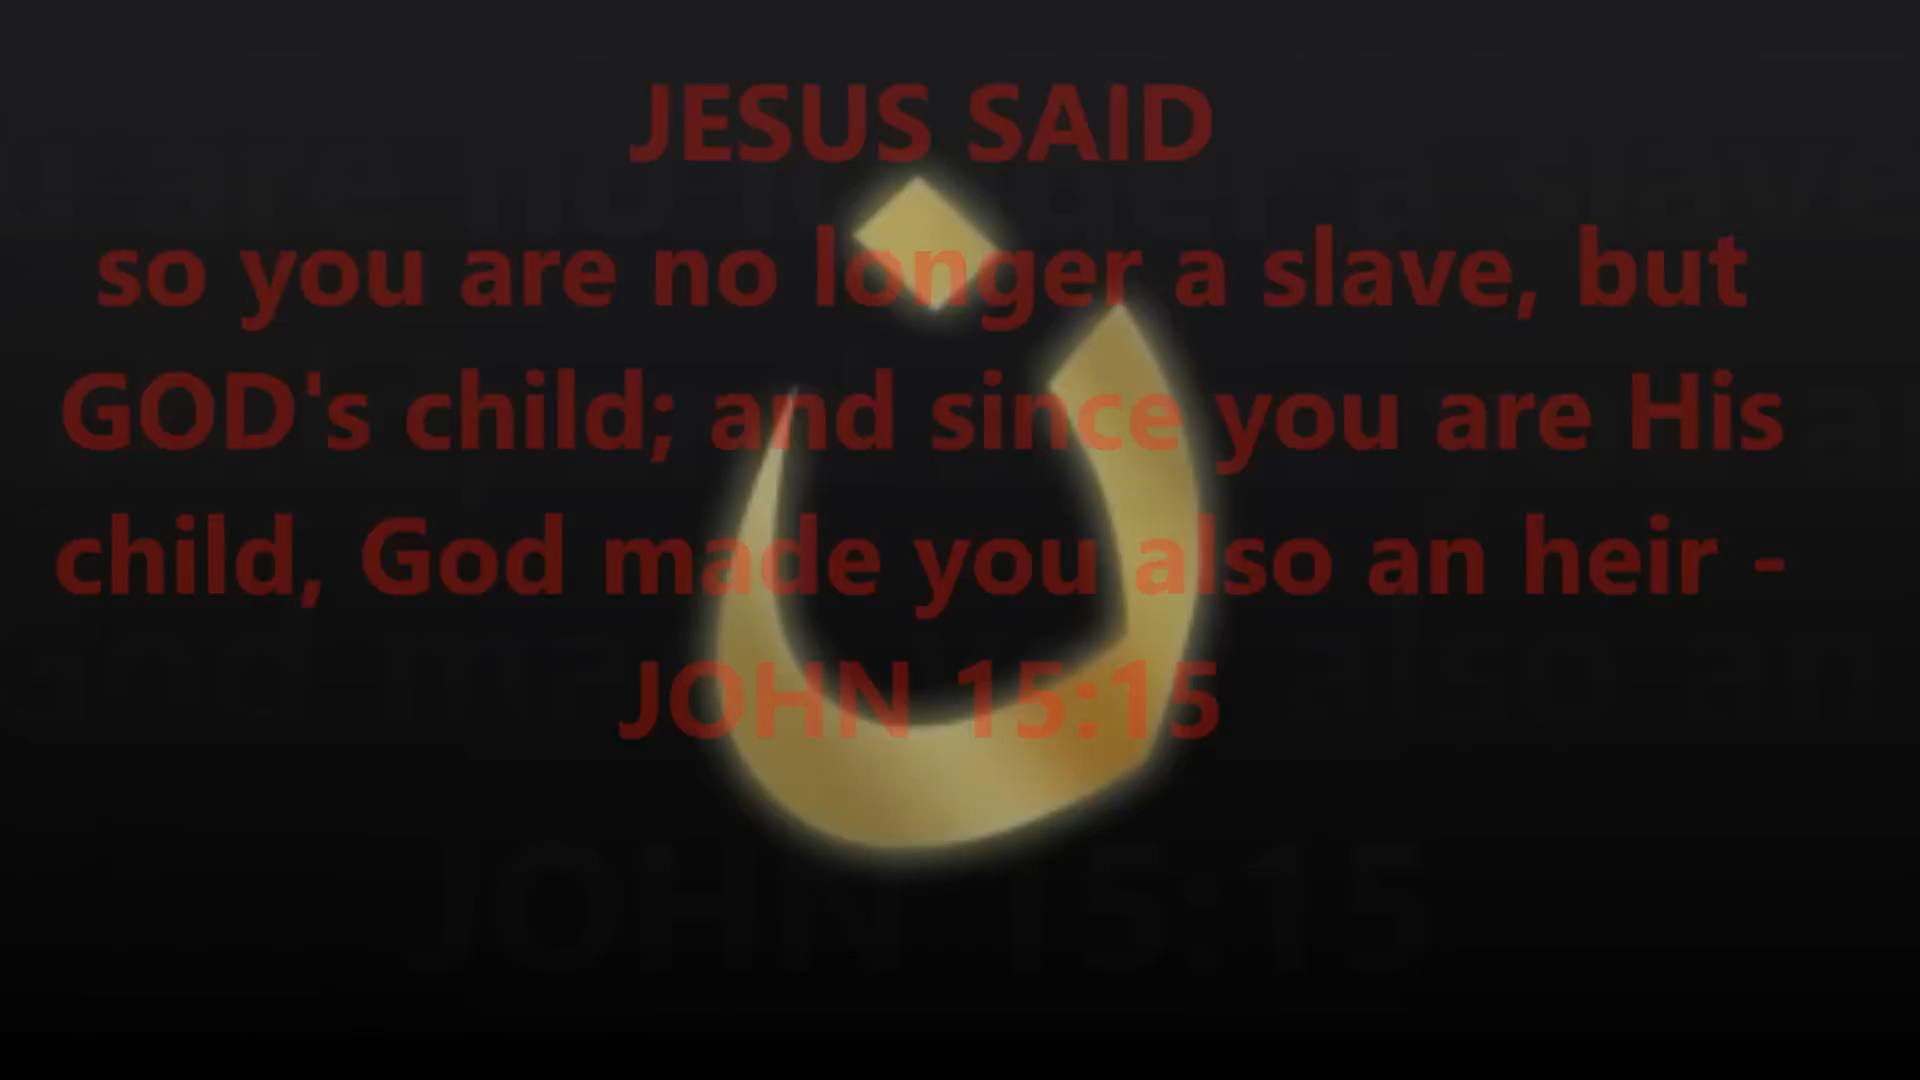 JESUS SAID
so you are no longer a slave, but
GOD's child; and since you are His
child, God made you also an heir -
JOHN 15:15
ن